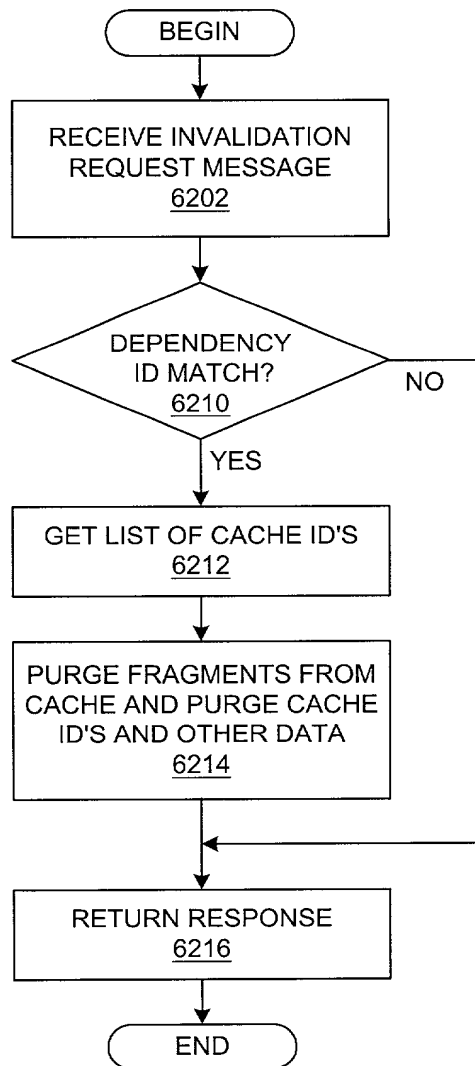 BEGIN
RECEIVE INVALIDATION
REQUEST MESSAGE
6202
DEPENDENCY
ID MATCH?
6210
NO
YES
GET LIST OF CACHE ID'S
6212
PURGE FRAGMENTS FROM
CACHE AND PURGE CACHE
ID'S AND OTHER DATA
6214
RETURN RESPONSE
6216
END